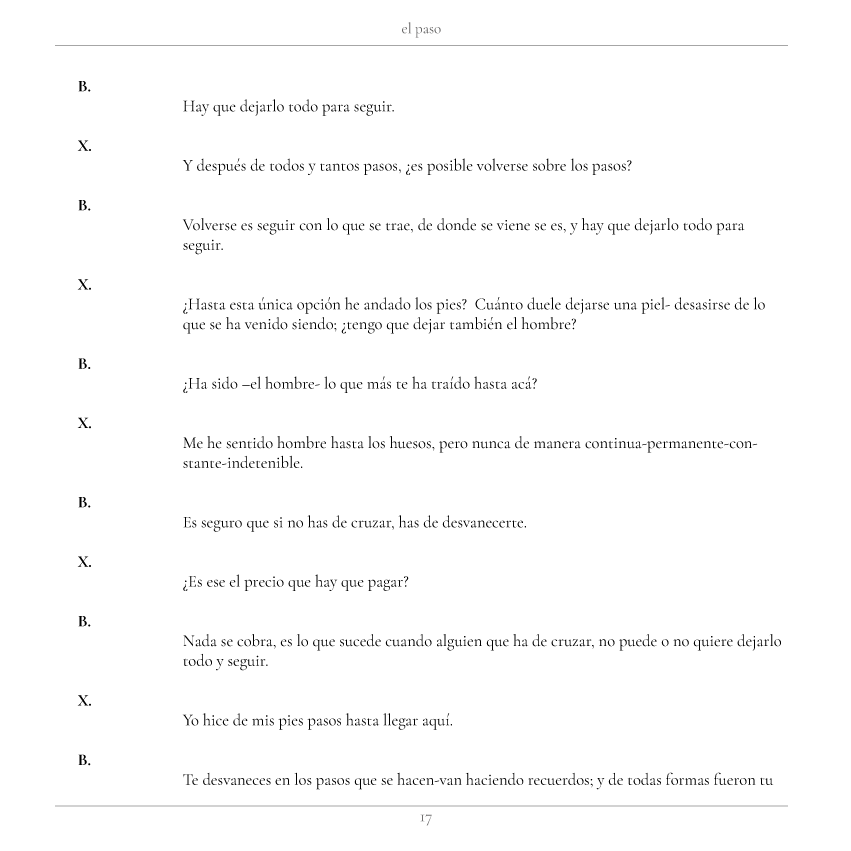 el paso
B.
Hay que dejarlo todo para seguir.
X.
Y después de todos y tantos pasos, ¿es posible volverse sobre los pasos?
B.
Volverse es seguir con lo que se trae, de donde se viene se es, y hay que dejarlo todo para
seguir.
X.
¿Hasta esta única opción he andado los pies?  Cuánto duele dejarse una piel- desasirse de lo
que se ha venido siendo; ¿tengo que dejar también el hombre?
B.
¿Ha sido –el hombre- lo que más te ha traído hasta acá?
X.
Me he sentido hombre hasta los huesos, pero nunca de manera continua-permanente-con-
stante-indetenible.
B.
Es seguro que si no has de cruzar, has de desvanecerte.
X.
¿Es ese el precio que hay que pagar?
B.
Nada se cobra, es lo que sucede cuando alguien que ha de cruzar, no puede o no quiere dejarlo
todo y seguir.
X.
Yo hice de mis pies pasos hasta llegar aquí.
B.
Te desvaneces en los pasos que se hacen-van haciendo recuerdos; y de todas formas fueron tu
17